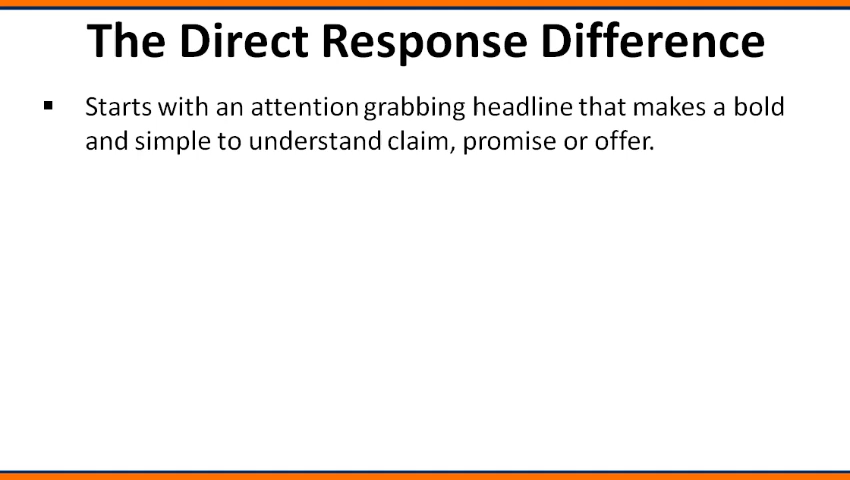 The Direct Response Difference
▪ Starts with an attention grabbing headline that makes a bold
and simple to understand claim, promise or offer.